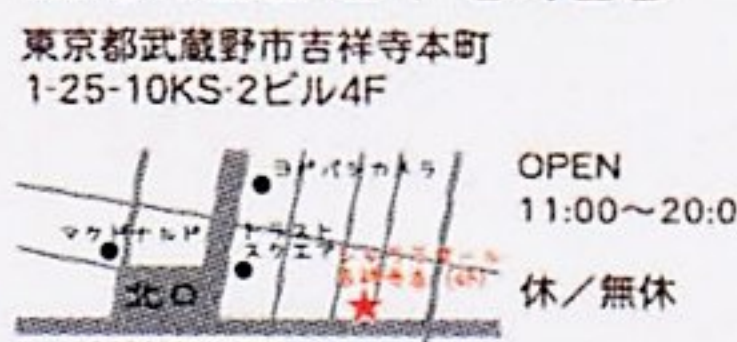 東京都武蔵野市吉祥寺本町
1-25-10KS-2ビル4F
ヨドバシカメラ
マクドナルド
トラスト
スクエア
北口
OPEN
11:00～20:0
休／無休